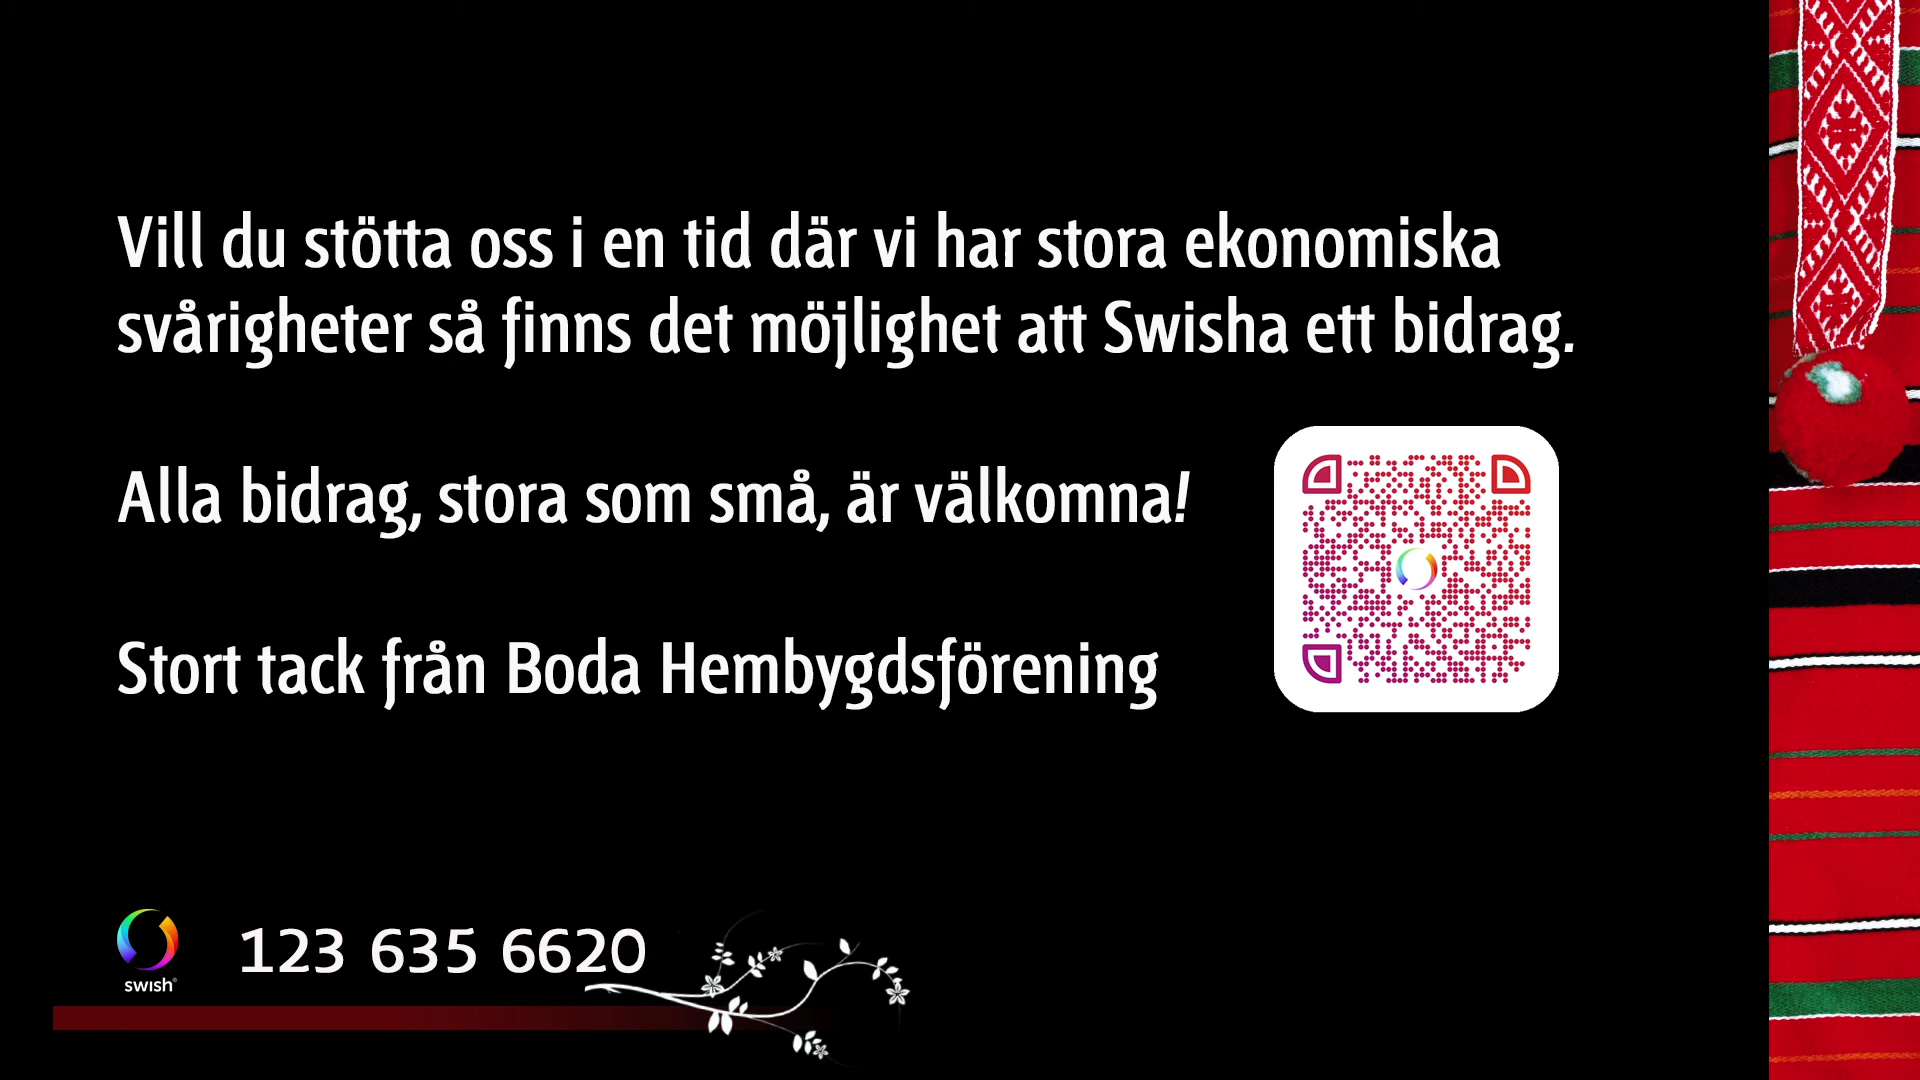 Vill du stötta oss i en tid där vi har stora ekonomiska
svårigheter så finns det möjlighet att Swisha ett bidrag.
Alla bidrag, stora som små, är välkomna!
Stort tack från Boda Hembygdsförening
swish®
123 635 6620